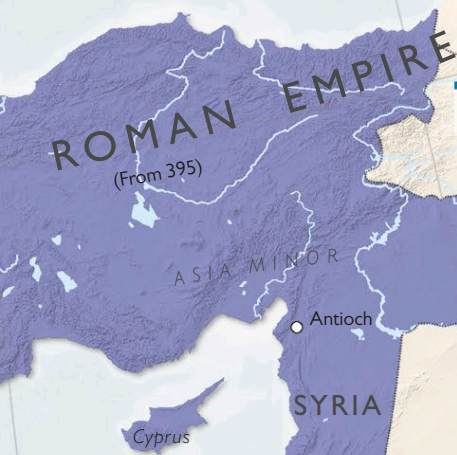 ROMAN EMPIRE
(From 395)
ASIA MINOR
Antioch
SYRIA
Cyprus